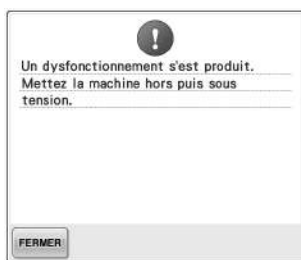 Un dysfonctionnement s'est produit.
Mettez la machine hors puis sous
tension.
FERMER